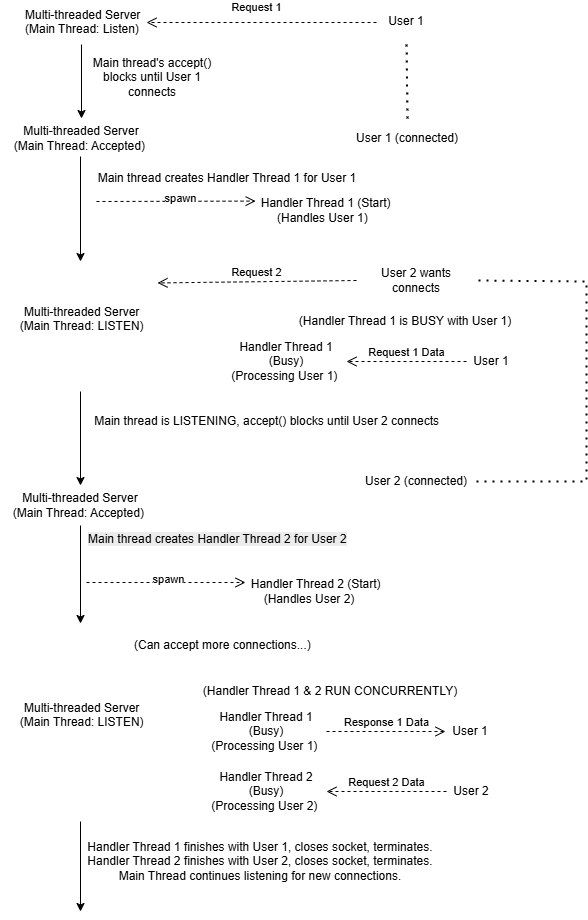 Request 1
Multi-threaded Server
(Main Thread: Listen)
User 1
Main thread's accept()
blocks until User 1
connects
Multi-threaded Server
(Main Thread: Accepted)
User 1 (connected)
Main thread creates Handler Thread 1 for User 1
spawn
Handler Thread 1 (Start)
(Handles User 1)
Request 2
User 2 wants
connects
Multi-threaded Server
(Main Thread: LISTEN)
(Handler Thread 1 is BUSY with User 1)
Handler Thread 1
(Busy)
(Processing User 1)
Request 1 Data
User 1
Main thread is LISTENING, accept() blocks until User 2 connects
User 2 (connected)
Multi-threaded Server
(Main Thread: Accepted)
Main thread creates Handler Thread 2 for User 2
spawn
Handler Thread 2 (Start)
(Handles User 2)
(Can accept more connections...)
(Handler Thread 1 & 2 RUN CONCURRENTLY)
Multi-threaded Server
(Main Thread: LISTEN)
Handler Thread 1
(Busy)
(Processing User 1)
Response 1 Data
User 1
Handler Thread 2
(Busy)
(Processing User 2)
Request 2 Data
User 2
Handler Thread 1 finishes with User 1, closes socket, terminates.
Handler Thread 2 finishes with User 2, closes socket, terminates.
Main Thread continues listening for new connections.